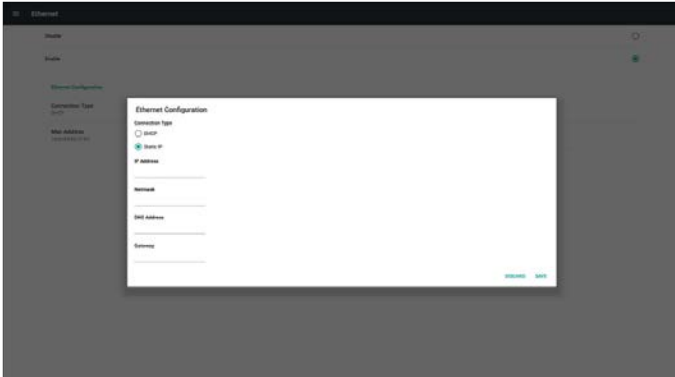 Ethernet
Disable
Enable
Ethernet Configuration
Connection Type
DHCP
Mac Address
Ethernet Configuration
Connection Type
DHCP
Static IP
IP Address
Netmask
DNS Address
Gateway
DISCARD SAVE